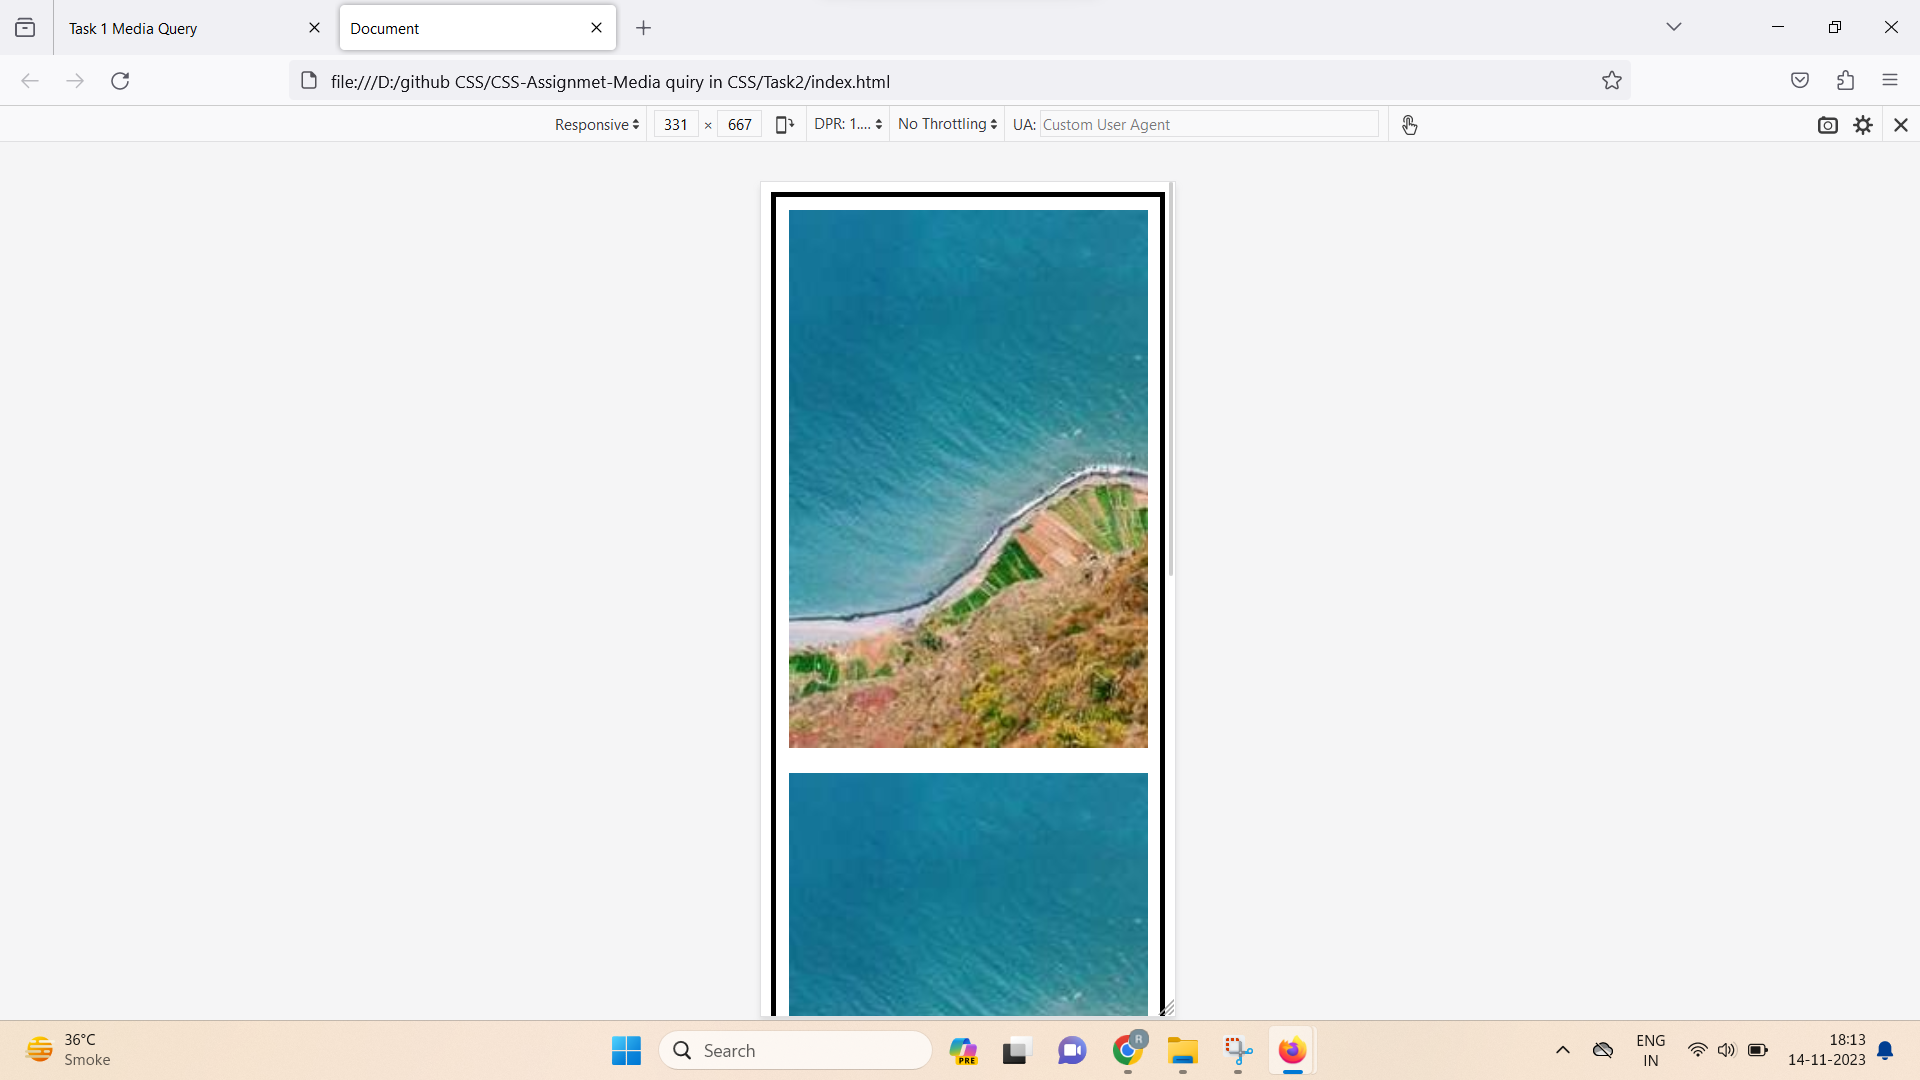 Task 1 Media Query
Document
file:///D:/github CSS/CSS-Assignmet-Media quiry in CSS/Task2/index.html
Responsive 331 × 667 DPR: 1.... No Throttling UA: Custom User Agent
36°C
Smoke
Search
PRE
R
ENG
IN
18:13
14-11-2023